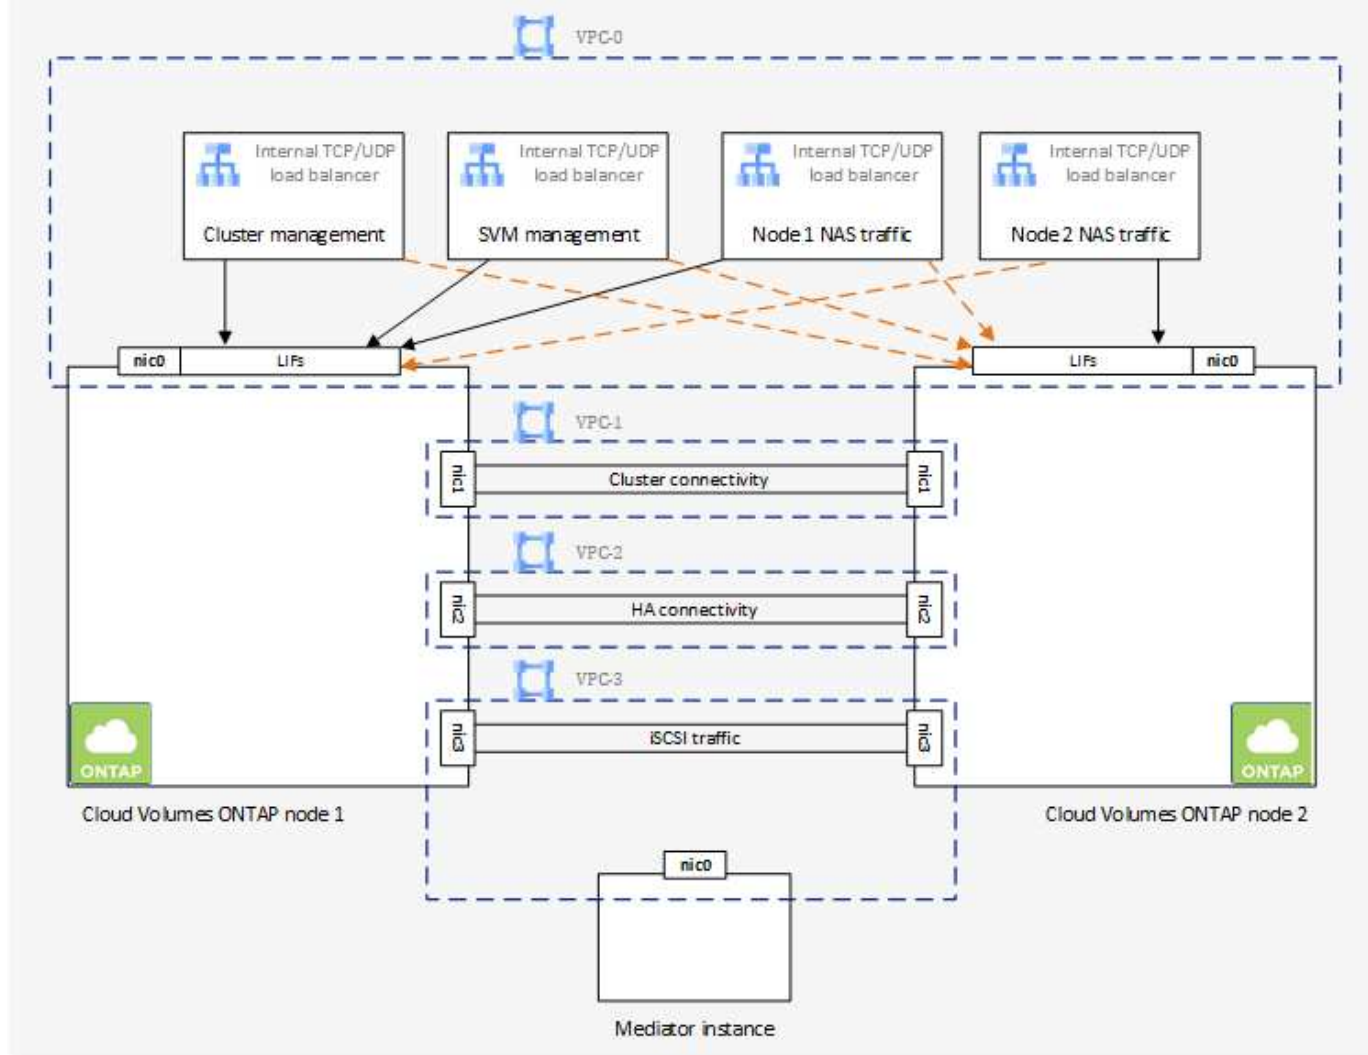 VPC-0
Internal TCP/UDP
load balancer
Cluster management
Internal TCP/UDP
load balancer
SVM management
Internal TCP/UDP
load balancer
Node 1 NAS traffic
Internal TCP/UDP
load balancer
Node 2 NAS traffic
nic0
LIFs
LIFs
nic0
VPC-1
nic1
Cluster connectivity
nic1
VPC-2
nic2
HA connectivity
nic2
VPC-3
nic3
iSCSI traffic
nic3
ONTAP
ONTAP
Cloud Volumes ONTAP node 1
Cloud Volumes ONTAP node 2
nic0
Mediator instance